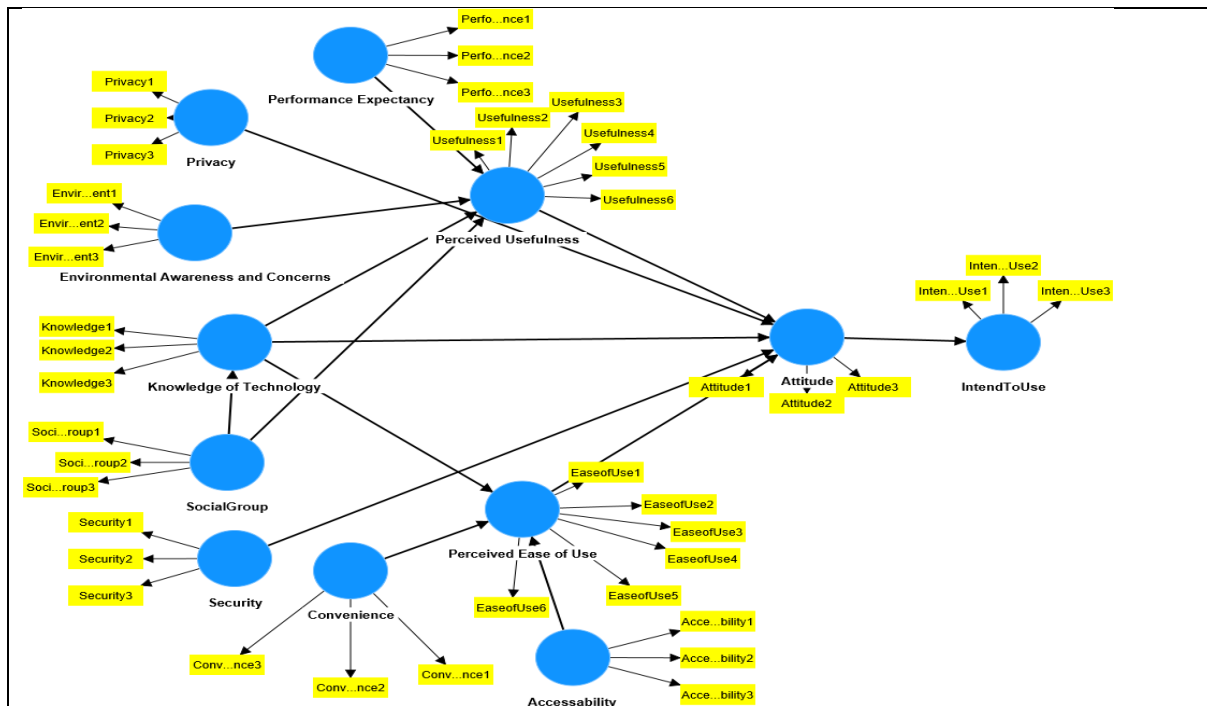 Perfo...nce1
Perfo...nce2
Perfo...nce3
Performance Expectancy
Privacy1
Privacy2
Privacy3
Privacy
Usefulness1
Usefulness2
Usefulness3
Usefulness4
Usefulness5
Usefulness6
Perceived Usefulness
Envir...ent1
Envir...ent2
Envir...ent3
Environmental Awareness and Concerns
Knowledge1
Knowledge2
Knowledge3
Knowledge of Technology
Inten...Use1
Inten...Use2
Inten...Use3
IntendToUse
Attitude
Attitude1
Attitude2
Attitude3
Soci...roup1
Soci...roup2
Soci...roup3
SocialGroup
Security1
Security2
Security3
Security
EaseofUse1
EaseofUse2
EaseofUse3
EaseofUse4
EaseofUse5
EaseofUse6
Perceived Ease of Use
Convenience
Conv...nce3
Conv...nce2
Conv...nce1
Acce...bility1
Acce...bility2
Acce...bility3
Accessability